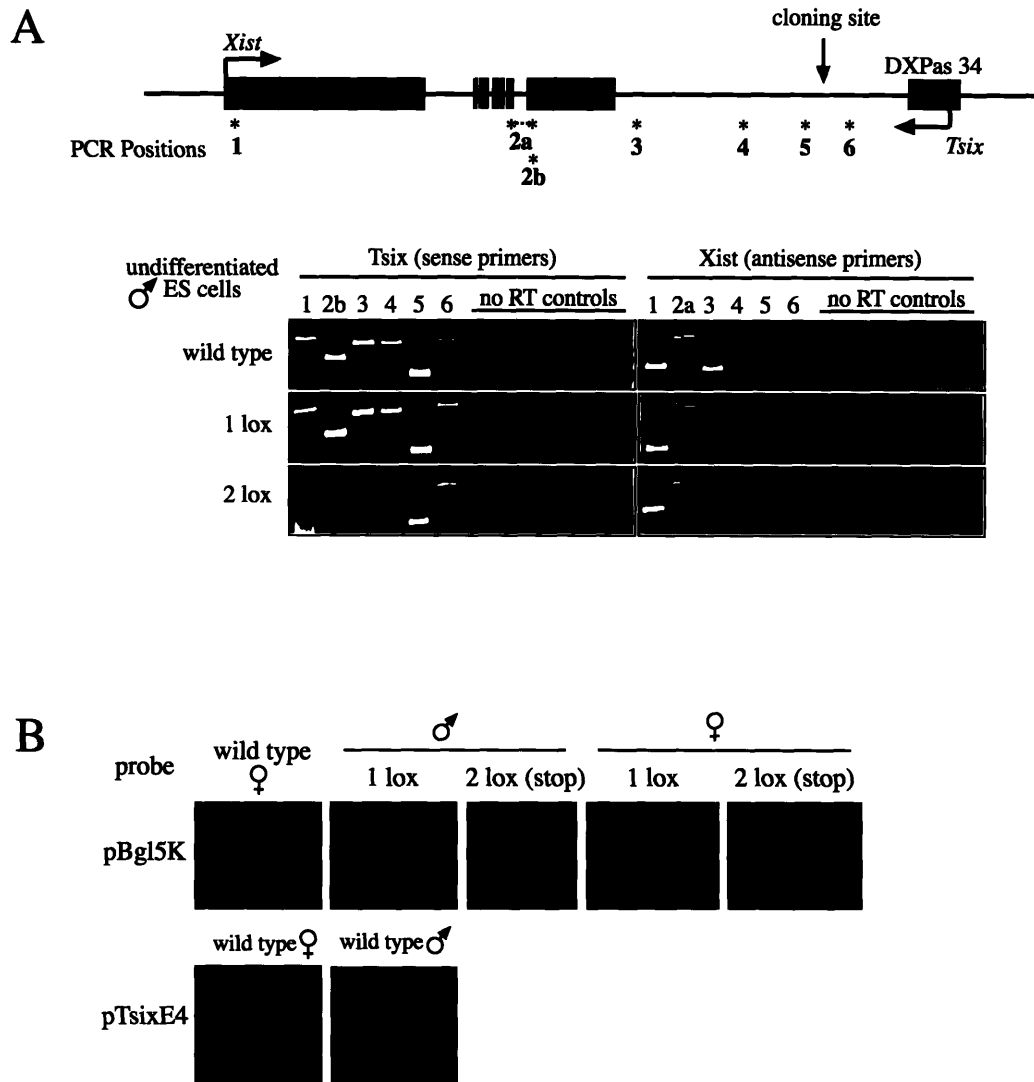 A
Xist
cloning site
DXPas 34
* * * * * * *
PCR Positions 1 2a 3 4 5 6 Tsix
*
2b
Tsix (sense primers) Xist (antisense primers)
undifferentiated
♂ ES cells
no RT controls no RT controls
1 2b 3 4 5 6 1 2a 3 4 5 6
wild type
1 lox
2 lox
B
♂ ♀
probe wild type
♀ 1 lox 2 lox (stop) 1 lox 2 lox (stop)
pBgl5K
wild type ♀ wild type ♂
pTsixE4